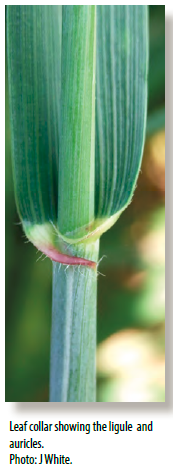 Leaf collar showing the ligule and
auricles.
Photo: J White.